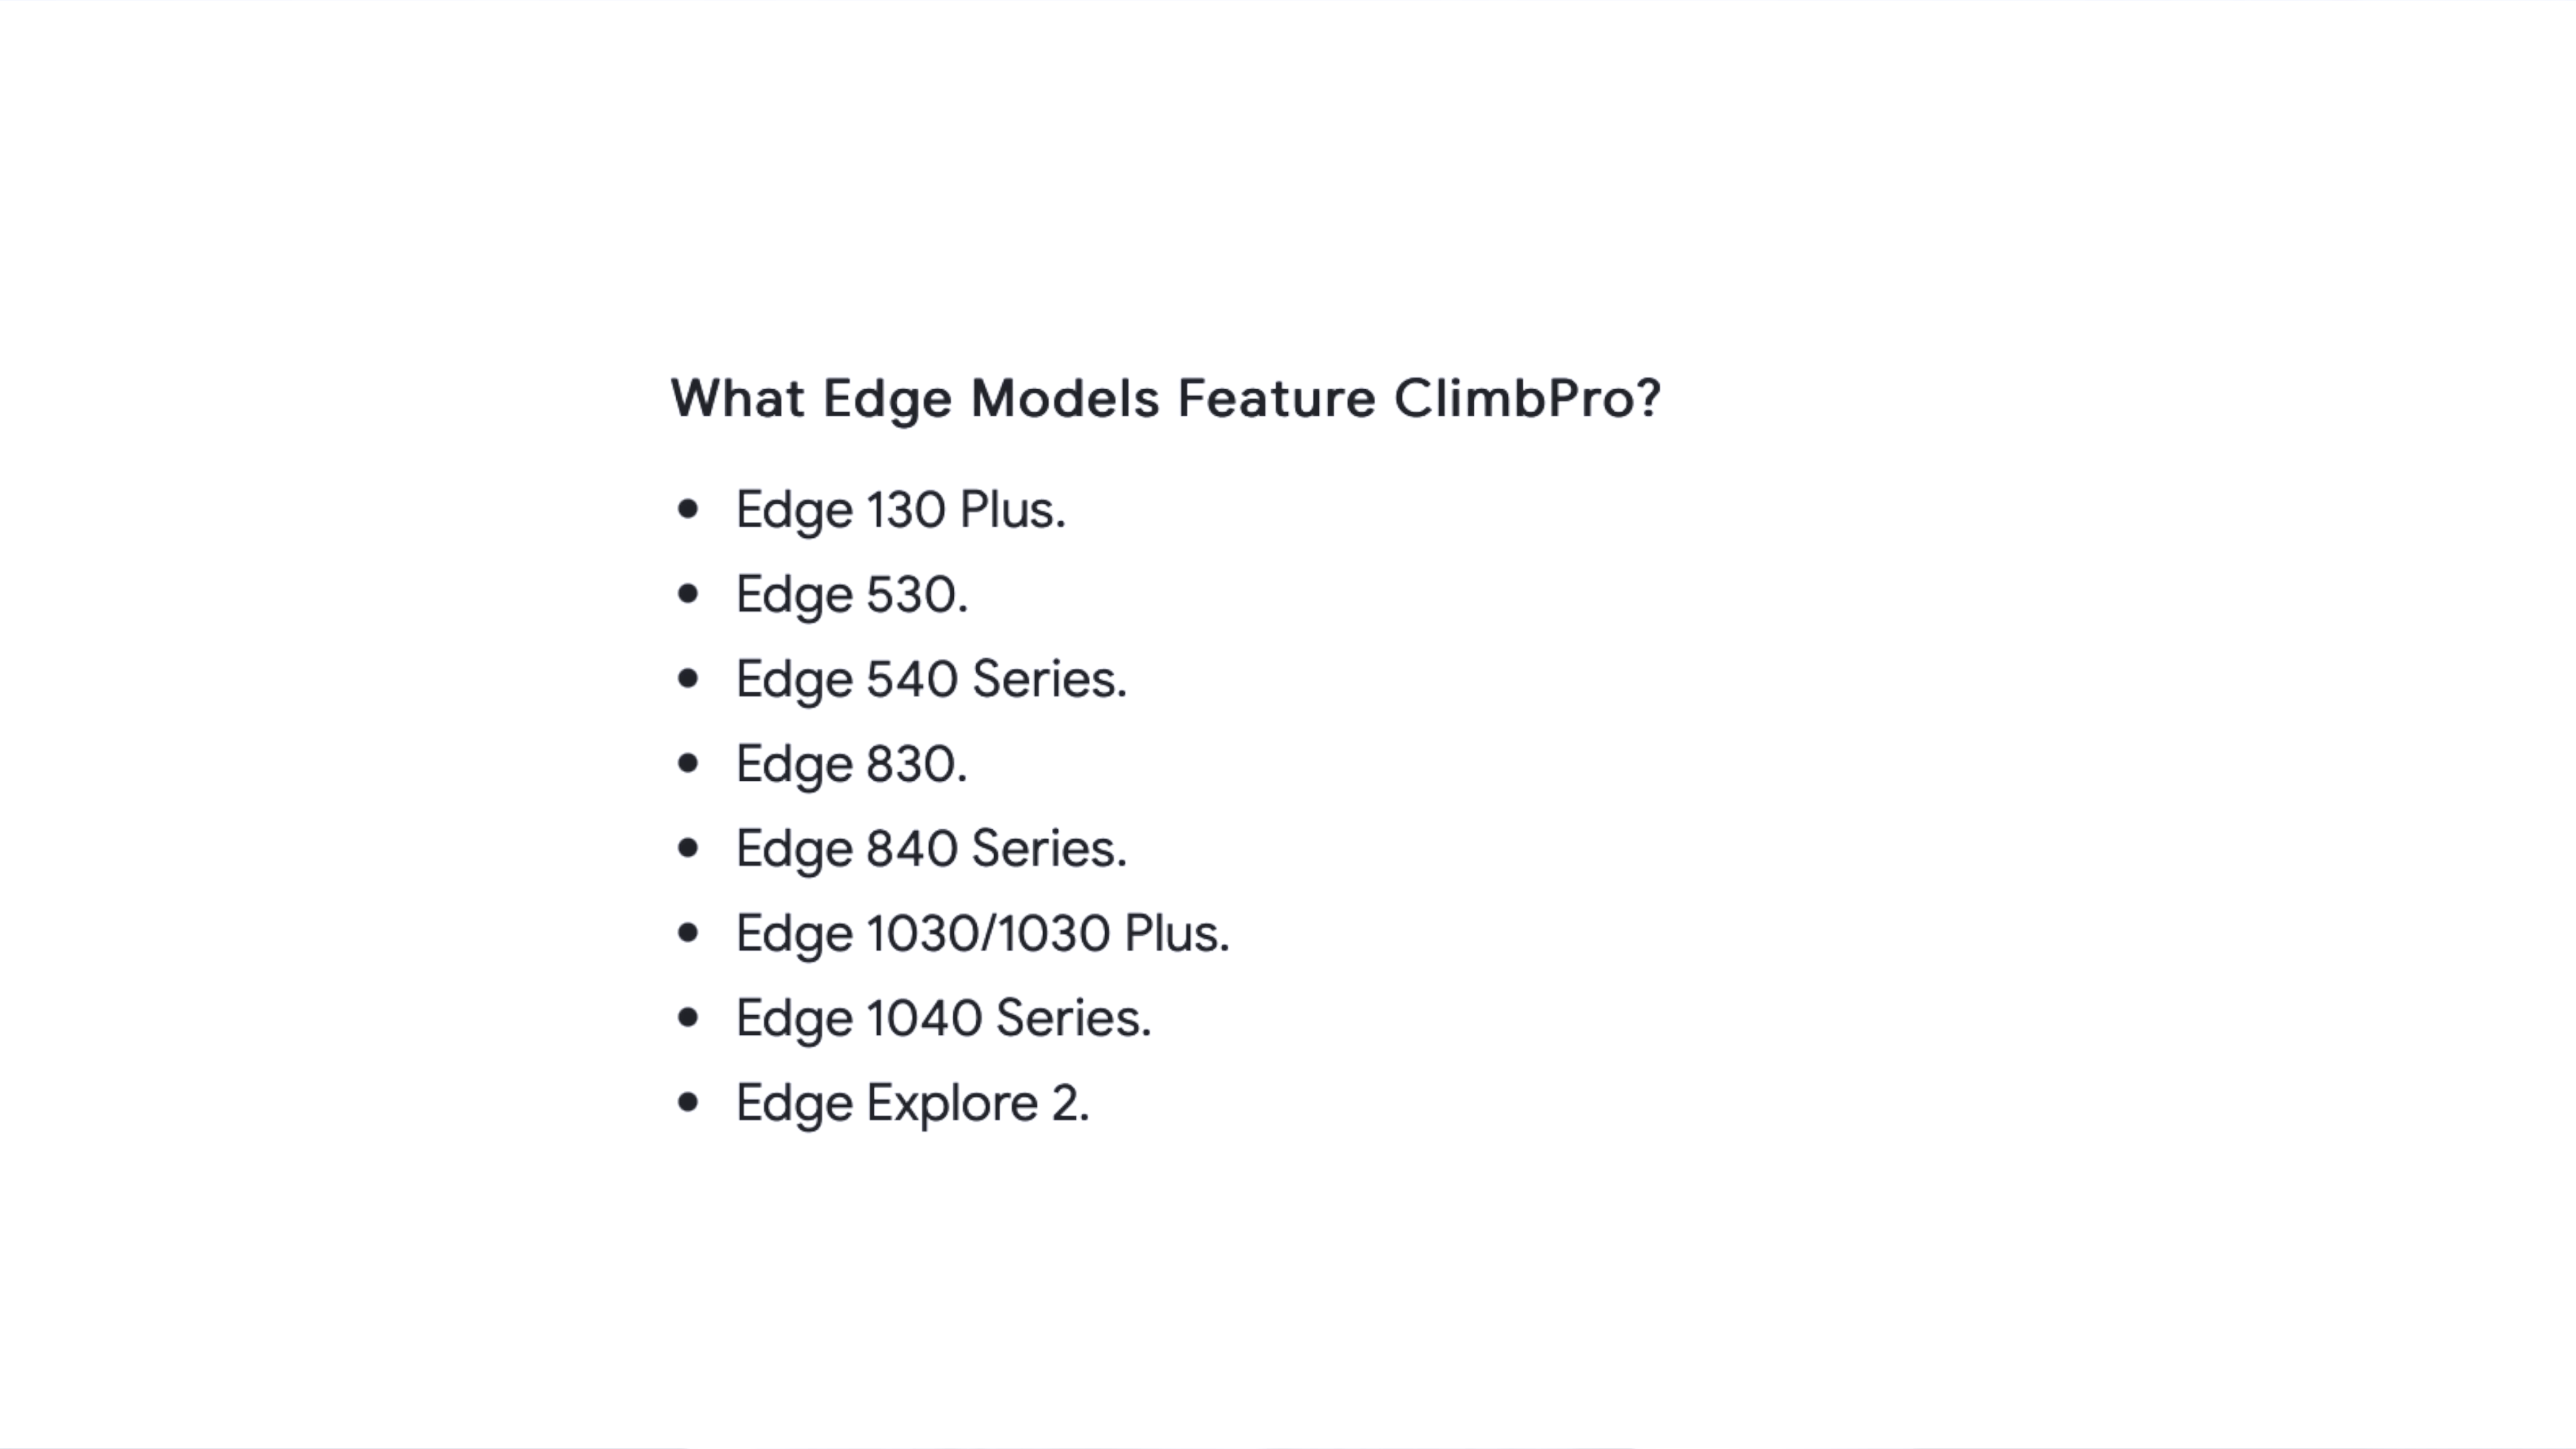 What Edge Models Feature ClimbPro?
• Edge 130 Plus.
• Edge 530.
• Edge 540 Series.
• Edge 830.
• Edge 840 Series.
• Edge 1030/1030 Plus.
• Edge 1040 Series.
• Edge Explore 2.